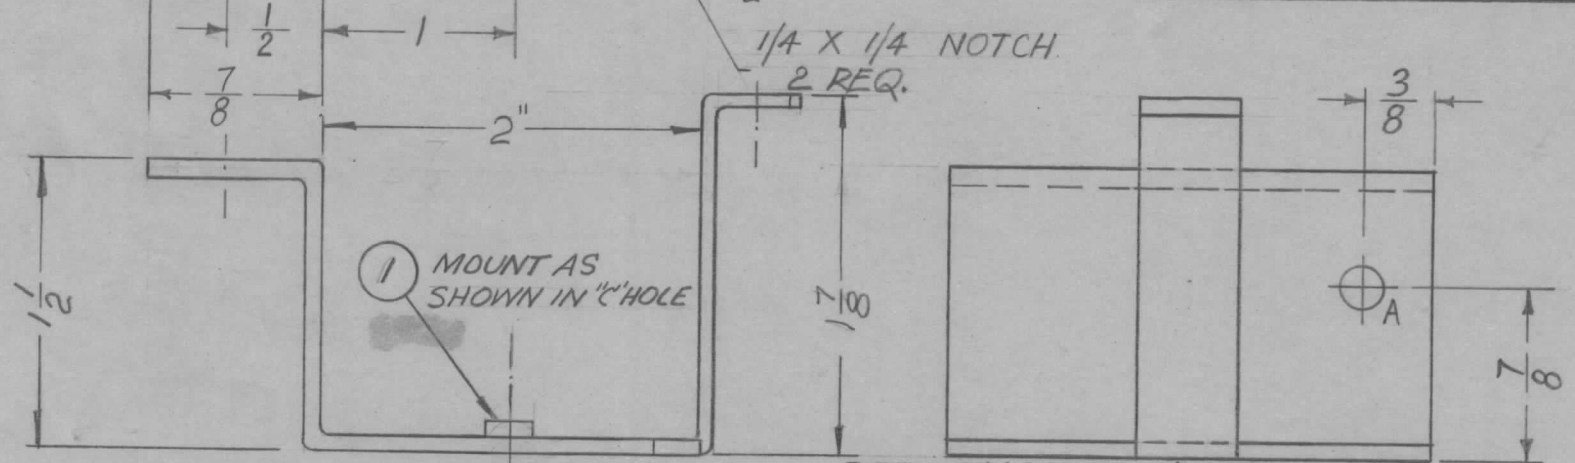 1/2
1
1/4 X 1/4 NOTCH
2 REQ.
7/8
2"
3/8
1 1/2
1
MOUNT AS
SHOWN IN "C" HOLE
1 7/8
A
7/8